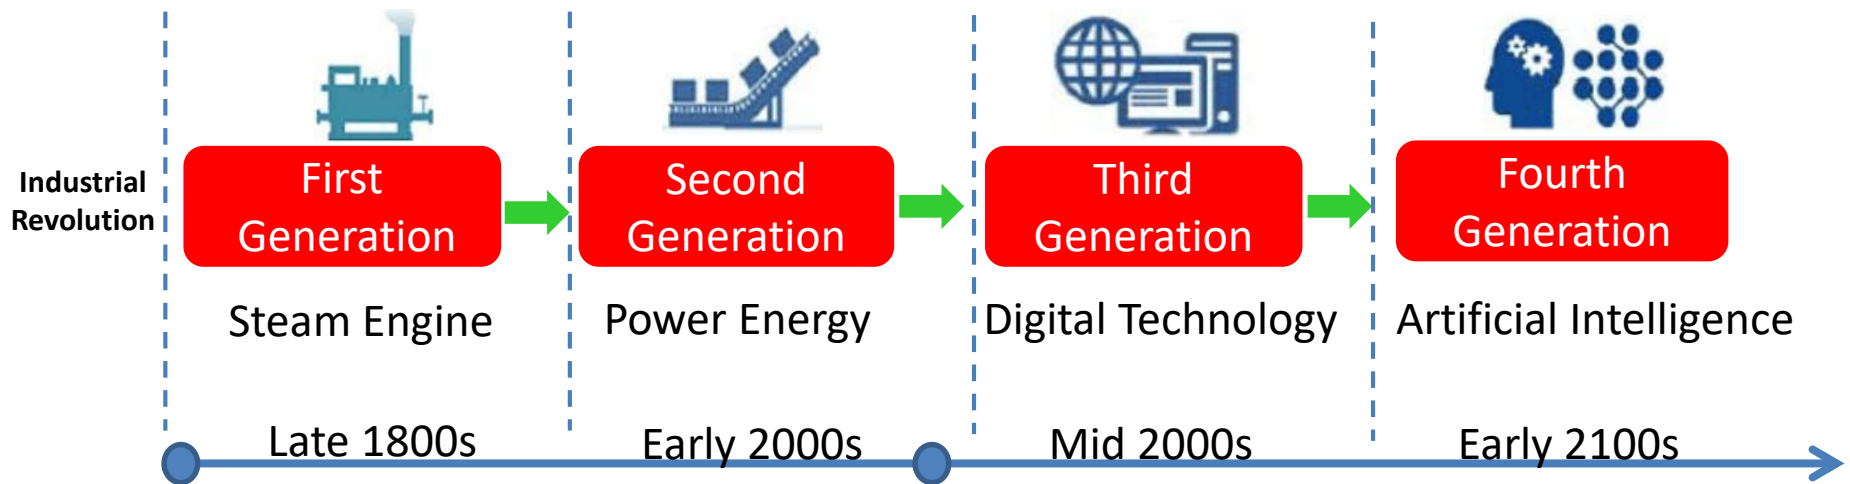 Industrial
Revolution
First
Generation
Second
Generation
Third
Generation
Fourth
Generation
Steam Engine
Power Energy
Digital Technology
Artificial Intelligence
Late 1800s
Early 2000s
Mid 2000s
Early 2100s